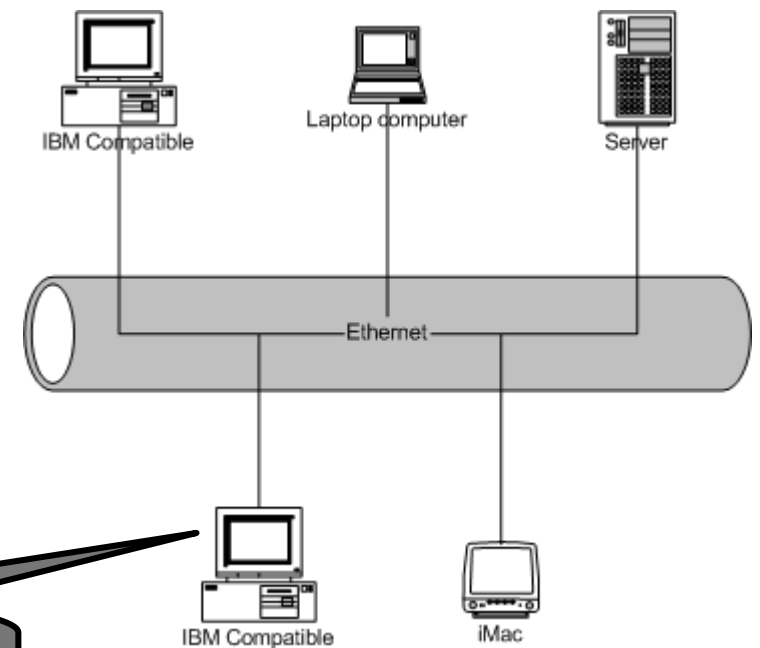 IBM Compatible
Laptop computer
Server
Ethernet
IBM Compatible
iMac